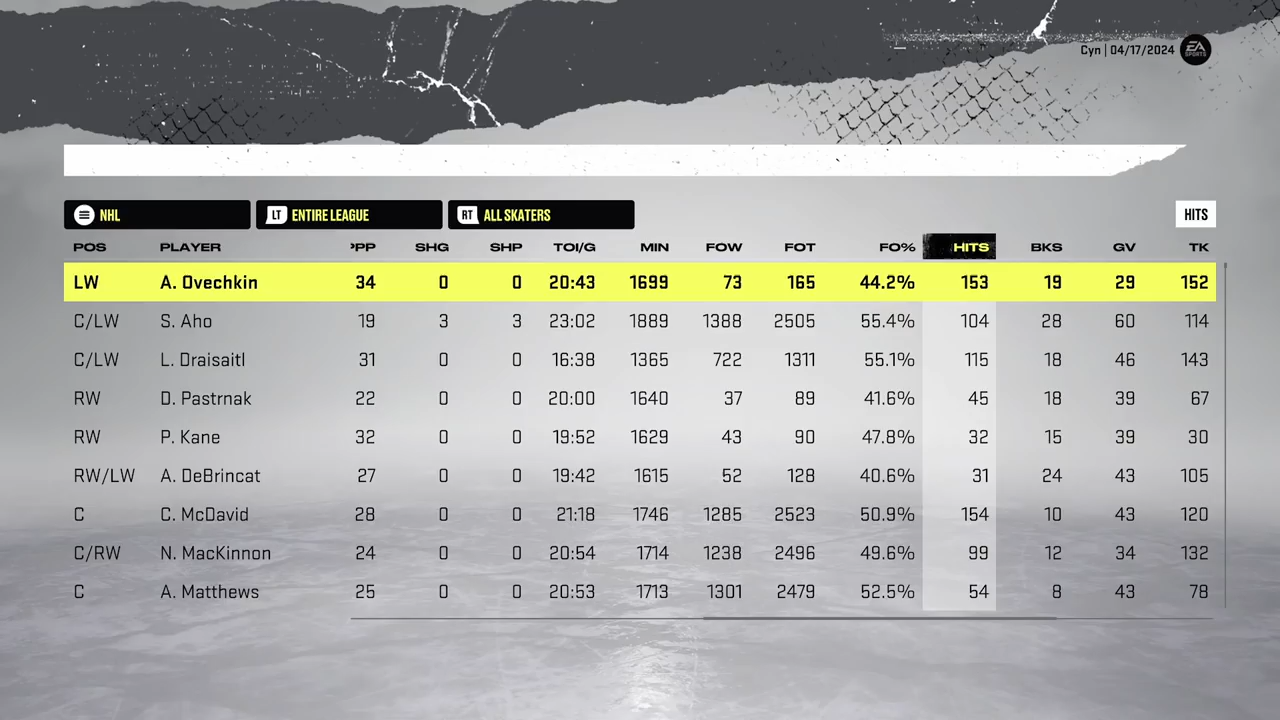 Cyn | 04/17/2024 EA SPORTS
NHL LT ENTIRE LEAGUE RT ALL SKATERS HITS
POS PLAYER PP SHG SHP TOI/G MIN FOW FOT FO% HITS BKS GV TK
LW A. Ovechkin 34 0 0 20:43 1699 73 165 44.2% 153 19 29 152
C/LW S. Aho 19 3 3 23:02 1889 1388 2505 55.4% 104 28 60 114
C/LW L. Draisaitl 31 0 0 16:38 1365 722 1311 55.1% 115 18 46 143
RW D. Pastrnak 22 0 0 20:00 1640 37 89 41.6% 45 18 39 67
RW P. Kane 32 0 0 19:52 1629 43 90 47.8% 32 15 39 30
RW/LW A. DeBrincat 27 0 0 19:42 1615 52 128 40.6% 31 24 43 105
C C. McDavid 28 0 0 21:18 1746 1285 2523 50.9% 154 10 43 120
C/RW N. MacKinnon 24 0 0 20:54 1714 1238 2496 49.6% 99 12 34 132
C A. Matthews 25 0 0 20:53 1713 1301 2479 52.5% 54 8 43 78